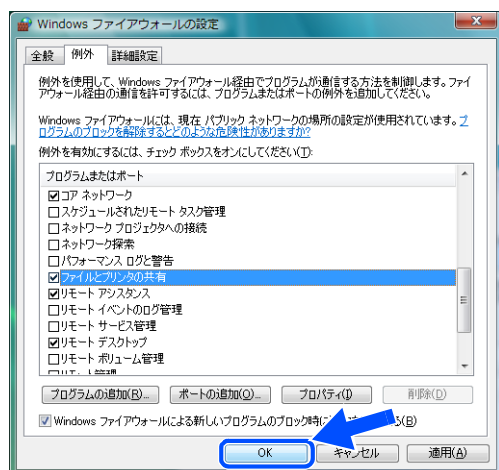 Windows ファイアウォールの設定
全般 例外 詳細設定
例外を使用して、Windows ファイアウォール経由でプログラムが通信する方法を制御します。ファイ
アウォール経由の通信を許可するには、プログラムまたはポートの例外を追加してください。
Windows ファイアウォールには、現在 パブリック ネットワークの場所の設定が使用されています。プ
ログラムのブロックを解除するとどのような危険性がありますか?
例外を有効にするには、チェック ボックスをオンにしてください(T):
プログラムまたはポート
コア ネットワーク
スケジュールされたリモート タスク管理
ネットワーク プロジェクタへの接続
ネットワーク探索
パフォーマンス ログと警告
ファイルとプリンタの共有
リモート アシスタンス
リモート イベントのログ管理
リモート サービス管理
リモート デスクトップ
リモート ボリューム管理
プログラムの追加(R)... ポートの追加(O)... プロパティ(I) 削除(D)
Windows ファイアウォールによる新しいプログラムのブロック時に (B)
OK キャンセル 適用(A)